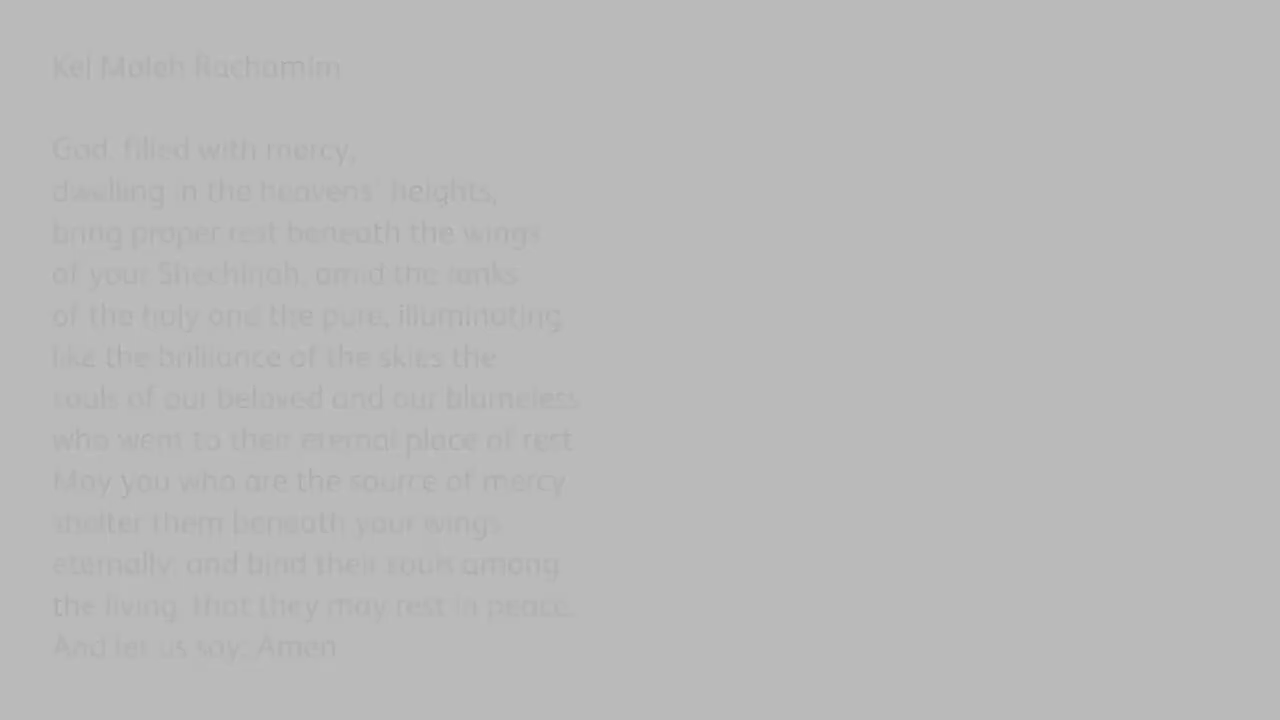 Kel Maleh Rachamim
God, filled with mercy,
dwelling in the heavens' heights,
bring proper rest beneath the wings
of your Shechinah, amid the ranks
of the holy and the pure, illuminating
like the brilliance of the skies the
souls of our beloved and our blameless
who went to their eternal place of rest
May you who are the source of mercy
shelter them beneath your wings
eternally; and bind their souls among
the living, that they may rest in peace.
And let us say: Amen